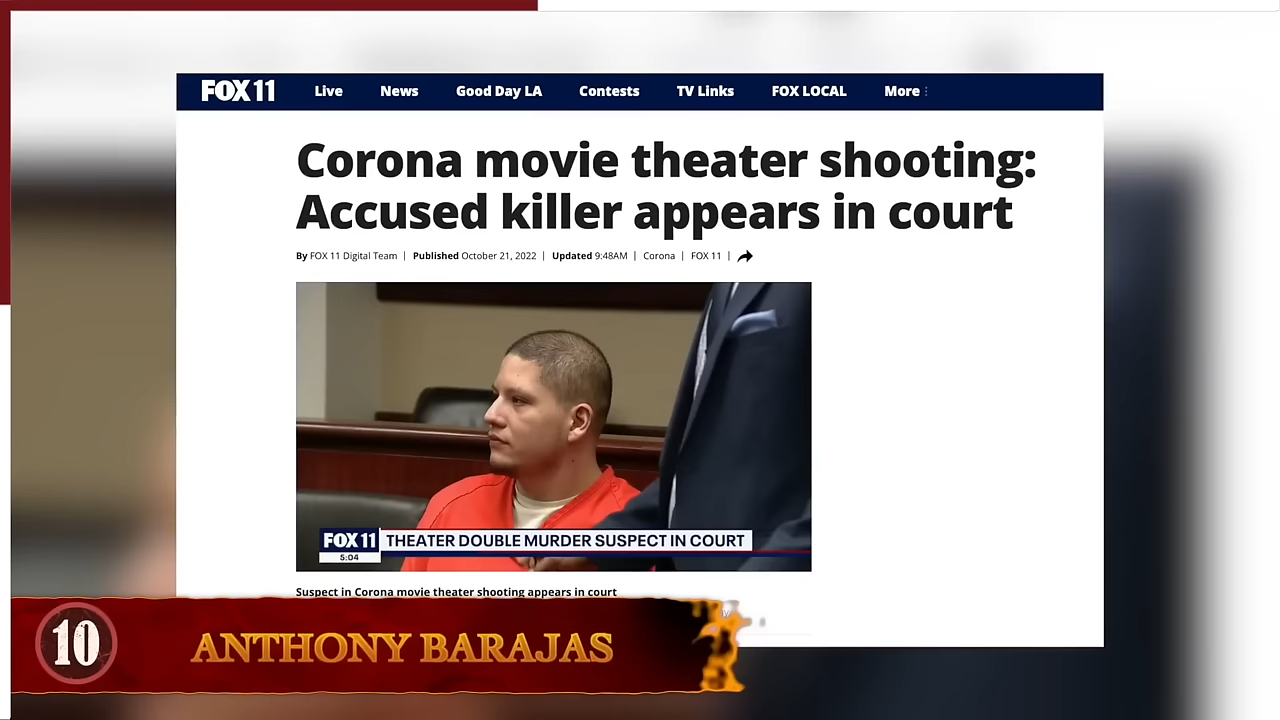 FOX 11 Live News Good Day LA Contests TV Links FOX LOCAL More
Corona movie theater shooting:
Accused killer appears in court
By FOX 11 Digital Team | Published October 21, 2022 | Updated 9:48AM | Corona | FOX 11 |
FOX 11 THEATER DOUBLE MURDER SUSPECT IN COURT
5:04
Suspect in Corona movie theater shooting appears in court
10 ANTHONY BARAJAS